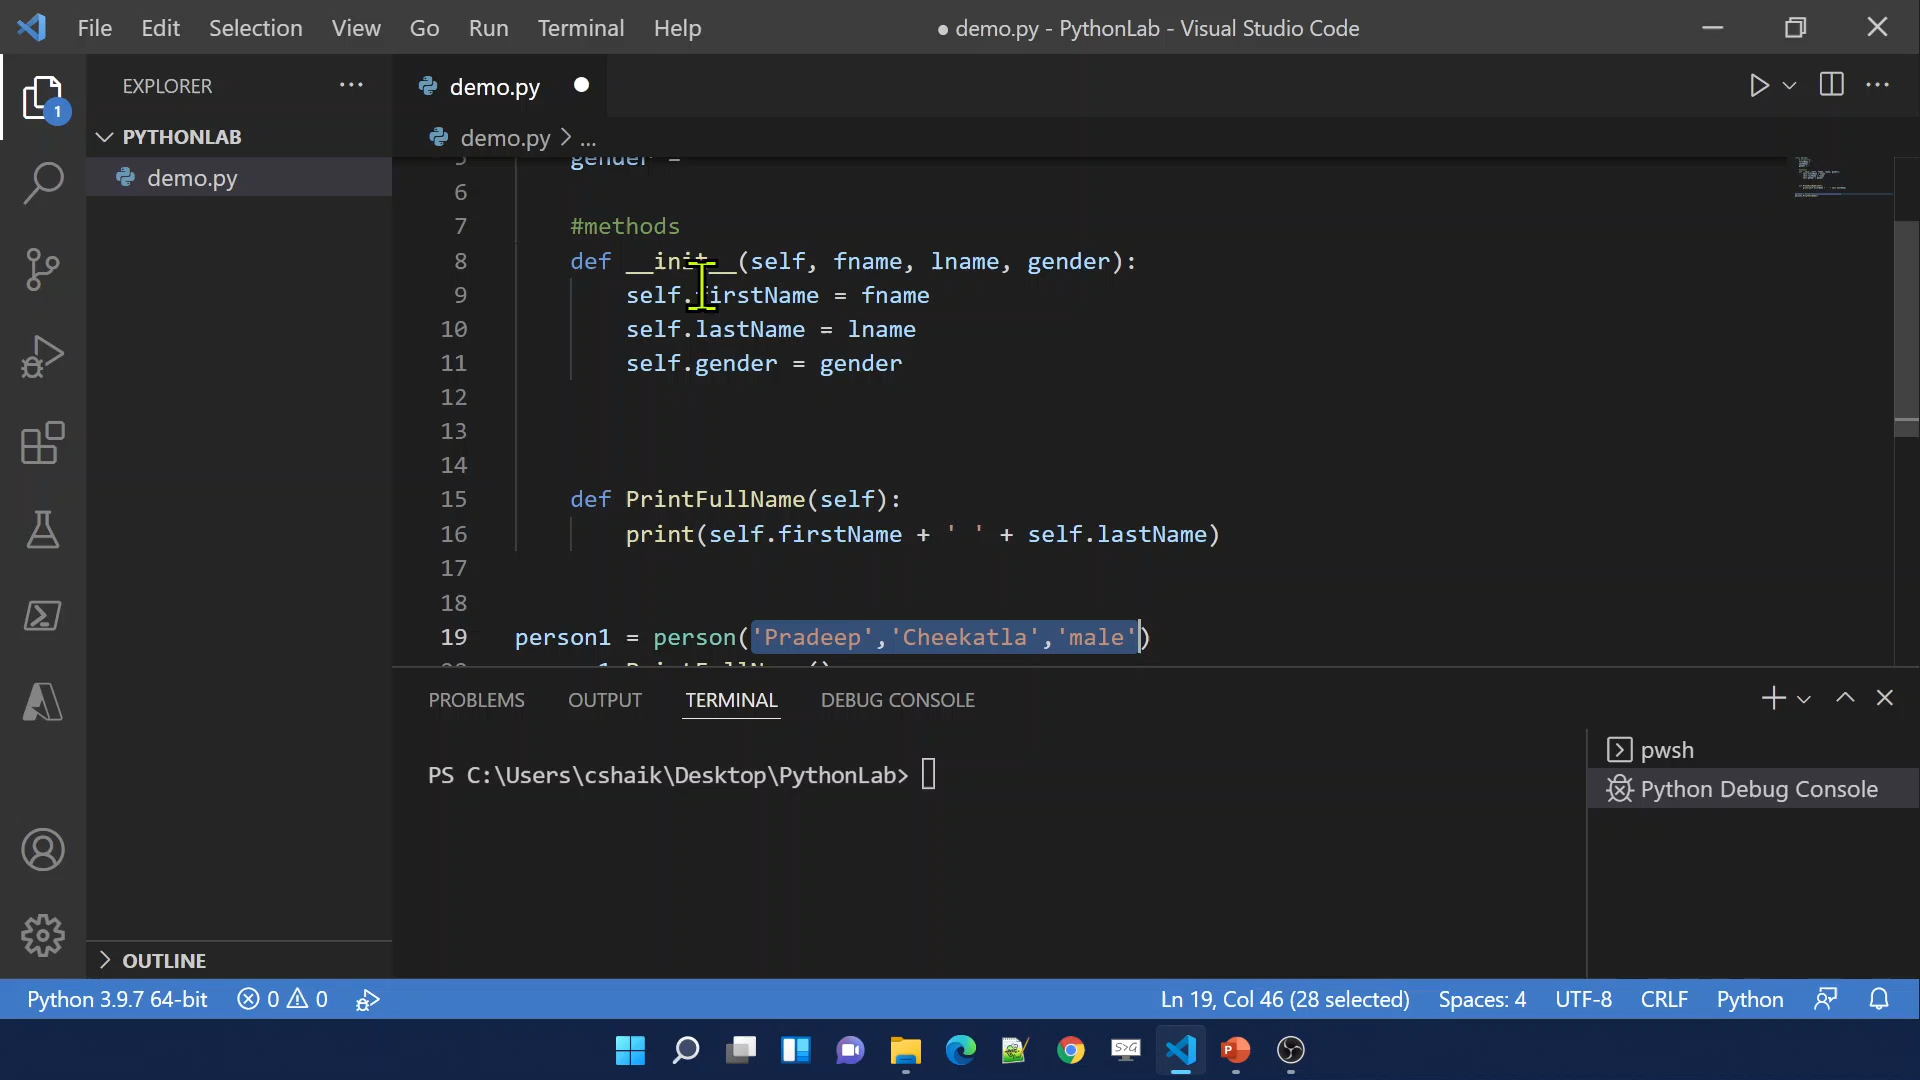 File Edit Selection View Go Run Terminal Help
● demo.py - PythonLab - Visual Studio Code
EXPLORER
demo.py
1
PYTHONLAB
demo.py > ...
demo.py
5 gender =
6
7 #methods
8 def __init__(self, fname, lname, gender):
9 self.firstName = fname
10 self.lastName = lname
11 self.gender = gender
12
13
14
15 def PrintFullName(self):
16 print(self.firstName + ' ' + self.lastName)
17
18
19 person1 = person('Pradeep','Cheekatla','male')
PROBLEMS OUTPUT TERMINAL DEBUG CONSOLE
pwsh
PS C:\Users\cshaik\Desktop\PythonLab>
Python Debug Console
OUTLINE
Python 3.9.7 64-bit 0 0 Ln 19, Col 46 (28 selected) Spaces: 4 UTF-8 CRLF Python
S>G